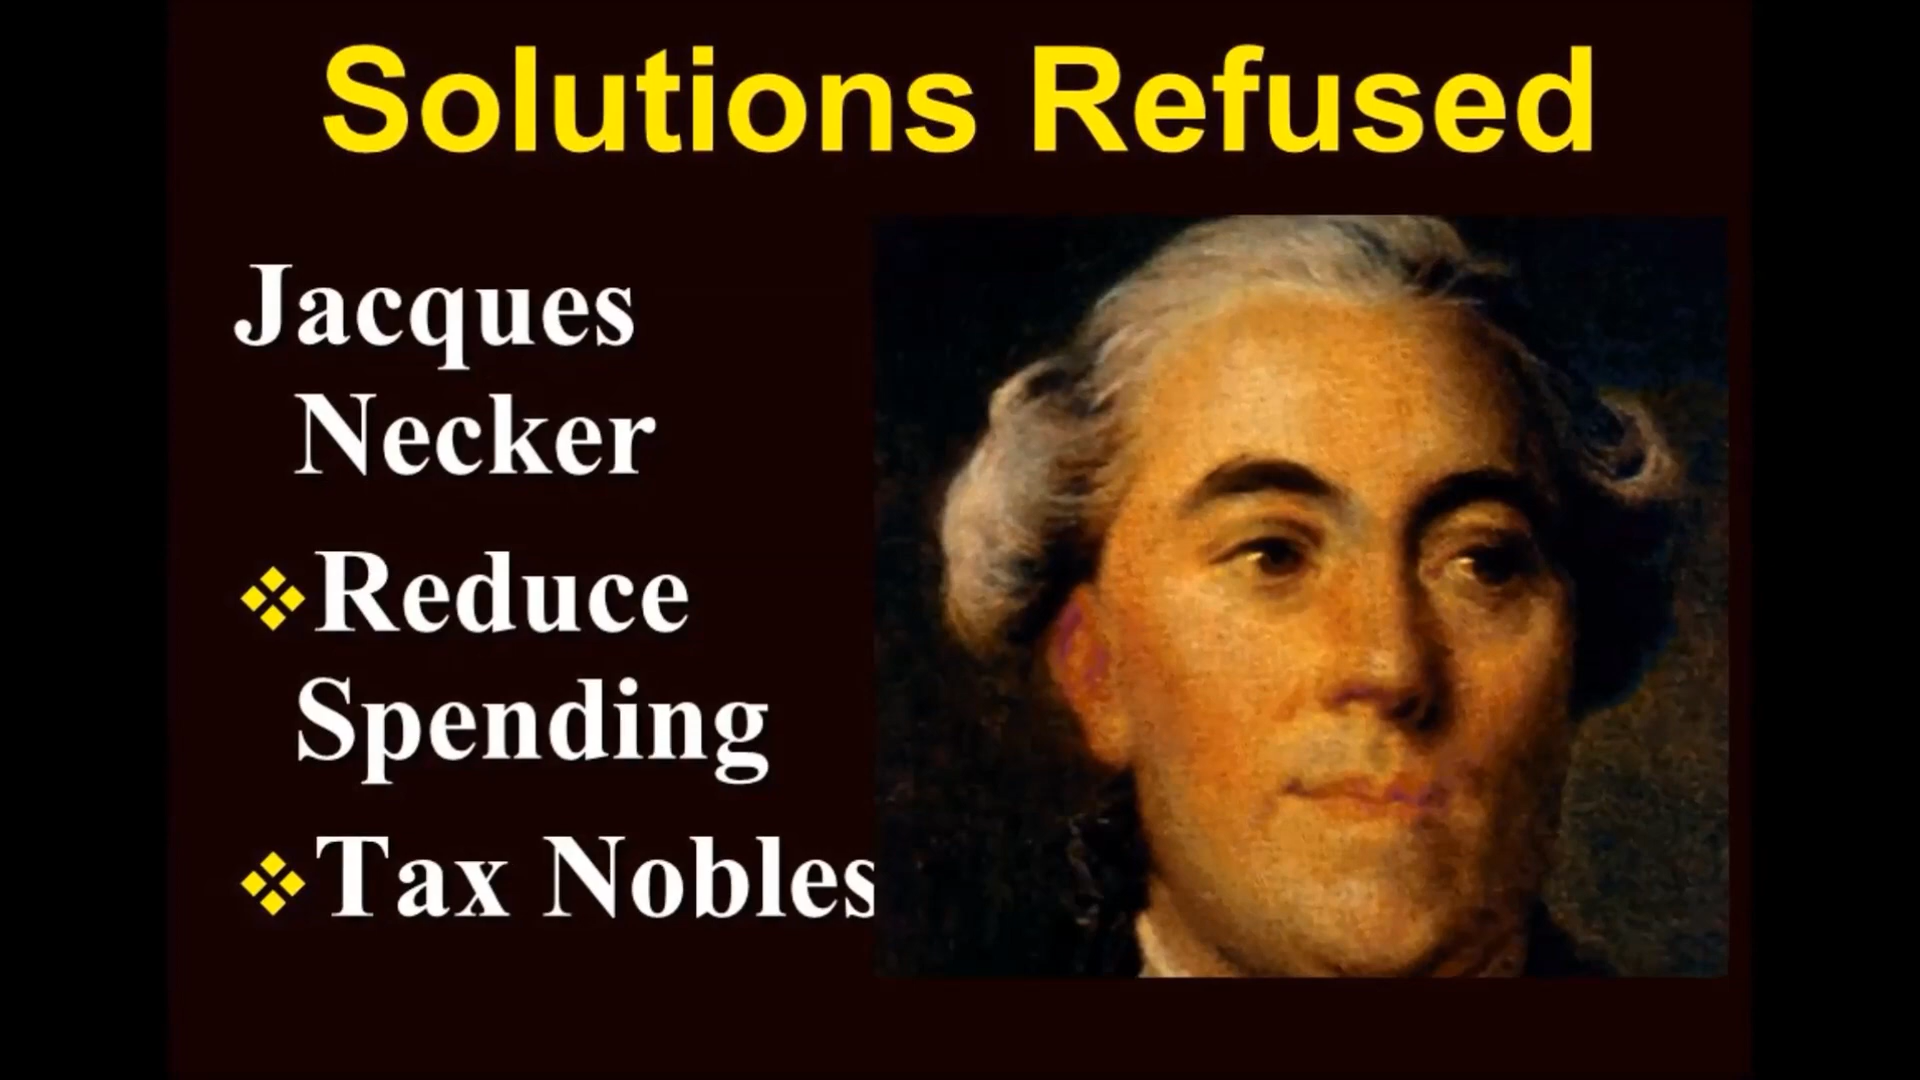 Solutions Refused
Jacques
Necker
❖Reduce
Spending
❖Tax Nobles